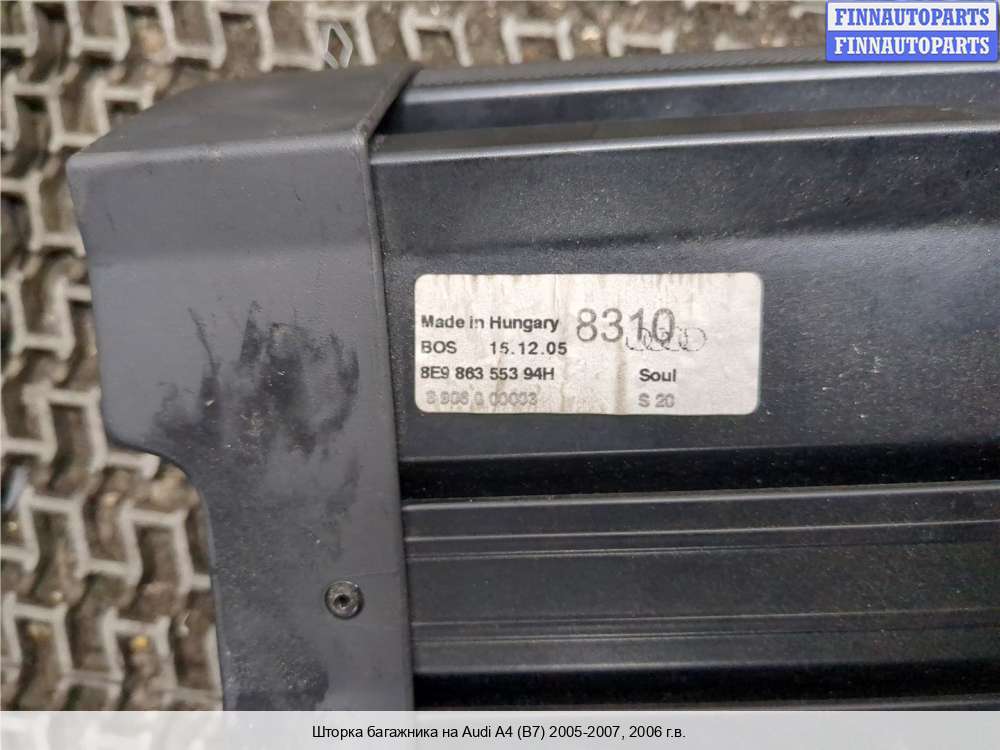 FINNAUTOPARTS
FINNAUTOPARTS
Made in Hungary 8310
BOS 15.12.05
8E9 863 553 94H Soul
S 20
Шторка багажника на Audi A4 (B7) 2005-2007, 2006 г.в.